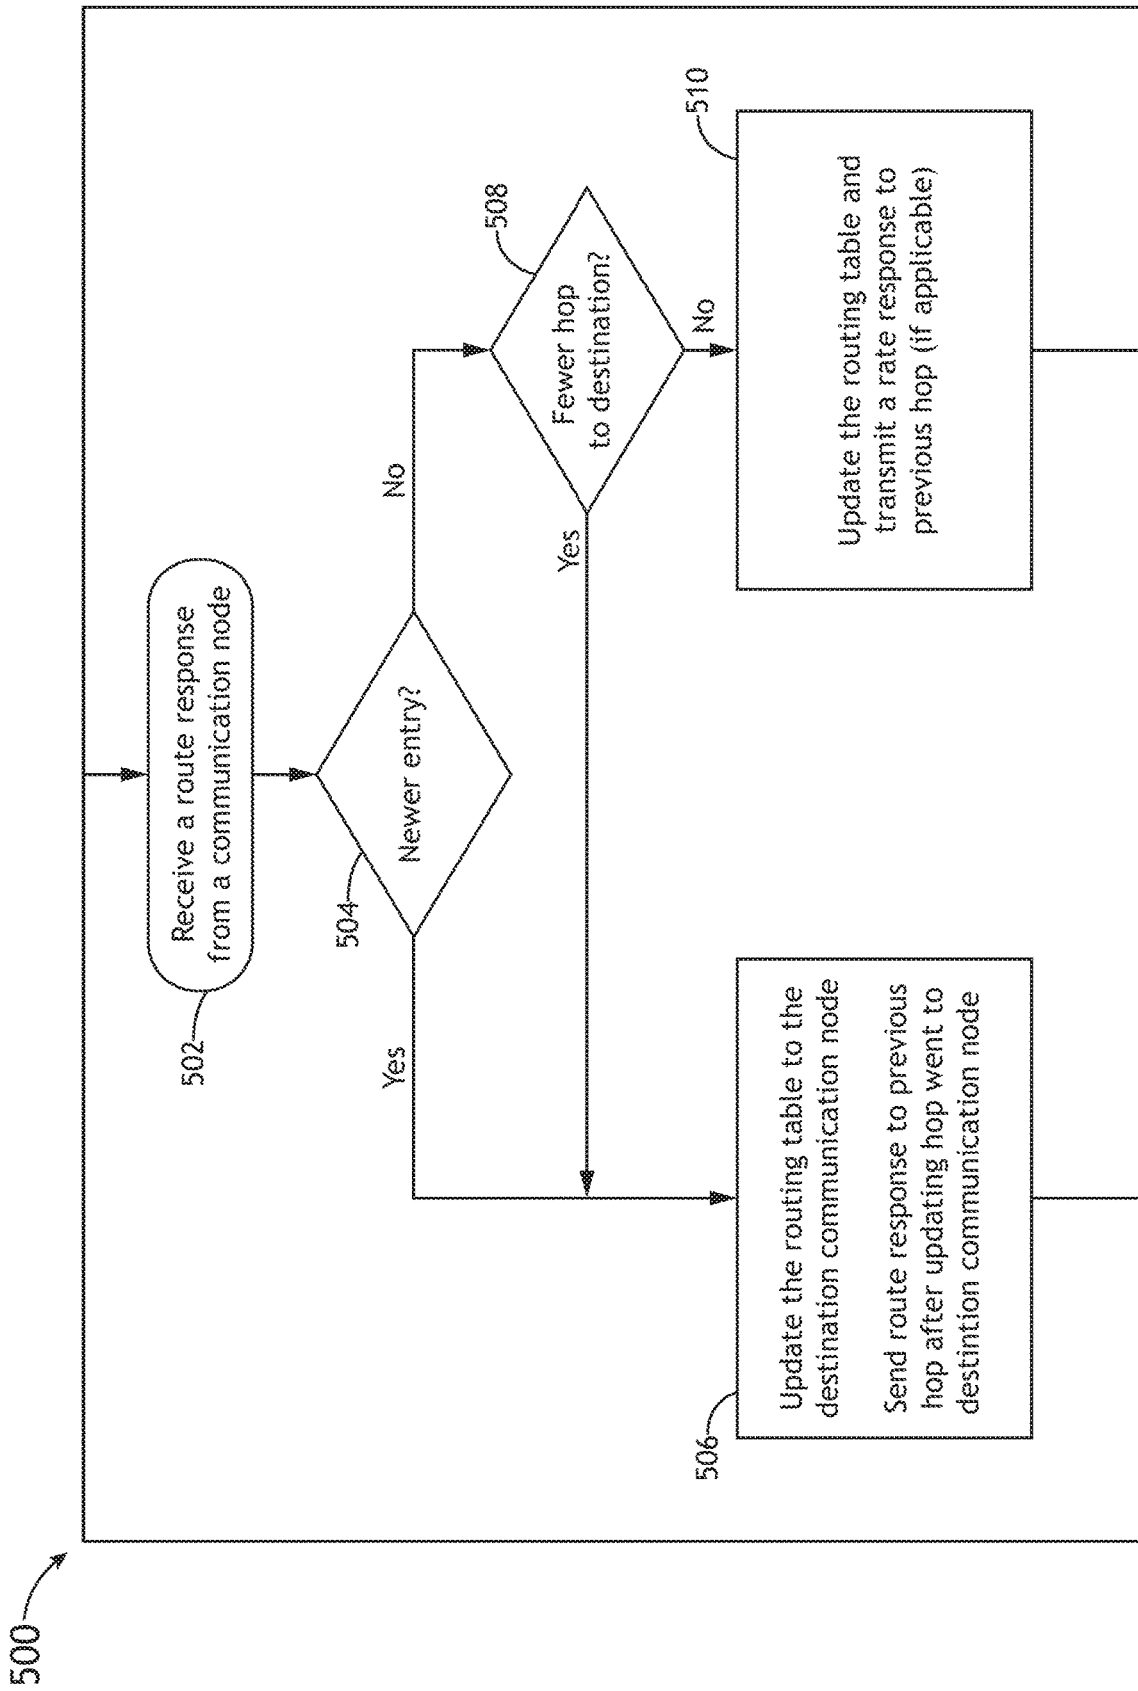 500
502
Receive a route response
from a communication node
504
Newer entry?
Yes
No
508
Fewer hop
to destination?
Yes
No
506
Update the routing table to the
destination communication node
Send route response to previous
hop after updating hop went to
destintion communication node
510
Update the routing table and
transmit a rate response to
previous hop (if applicable)